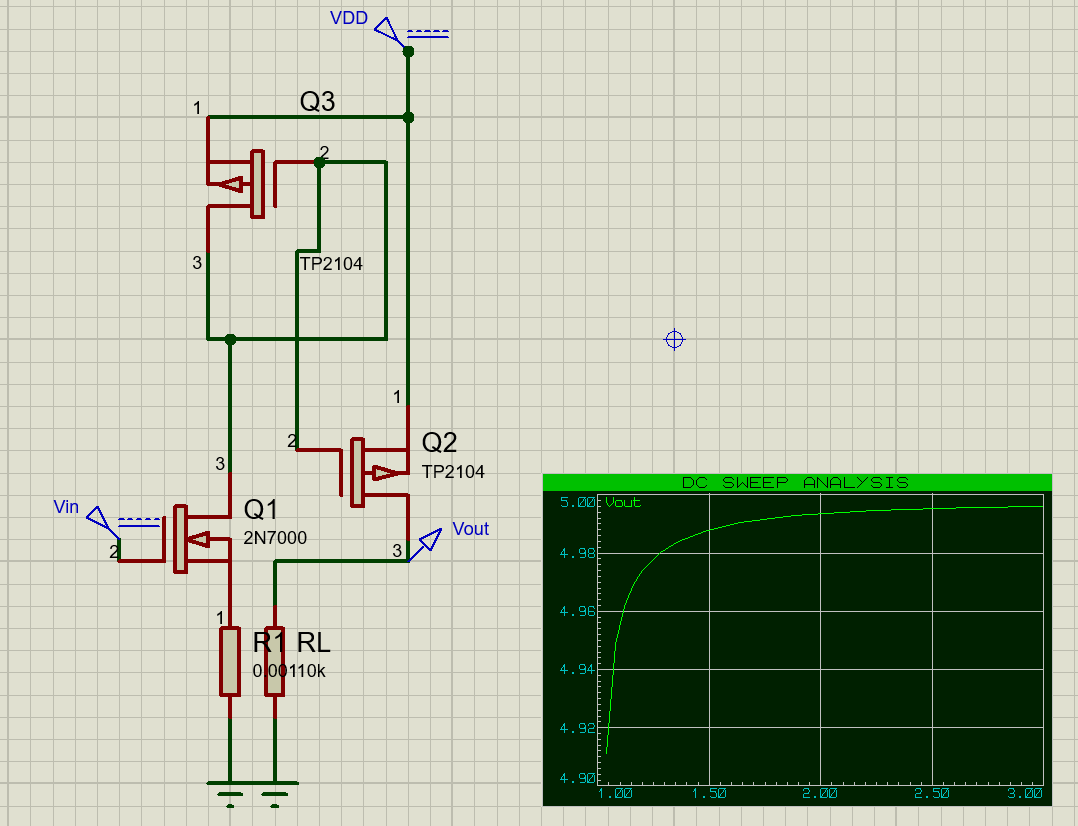 VDD
1
Q3
2
3
TP2104
1
2
Q2
TP2104
3
Vin
Q1
2N7000
2
Vout
3
1
R1
RL
0.001
10k
DC SWEEP ANALYSIS
5.00
Vout
4.98
4.96
4.94
4.92
4.90
1.00
1.50
2.00
2.50
3.00